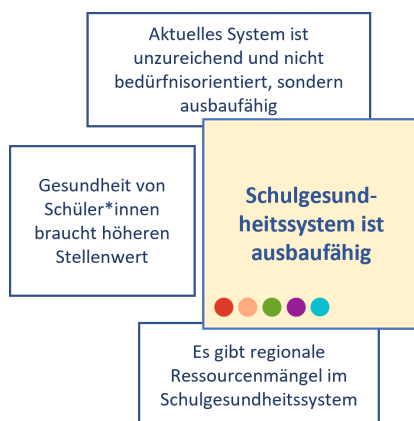 Aktuelles System ist
unzureichend und nicht
bedürfnisorientiert, sondern
ausbaufähig
Gesundheit von
Schüler*innen
braucht höheren
Stellenwert
Schulgesund-
heitssystem ist
ausbaufähig
Es gibt regionale
Ressourcenmängel im
Schulgesundheitssystem